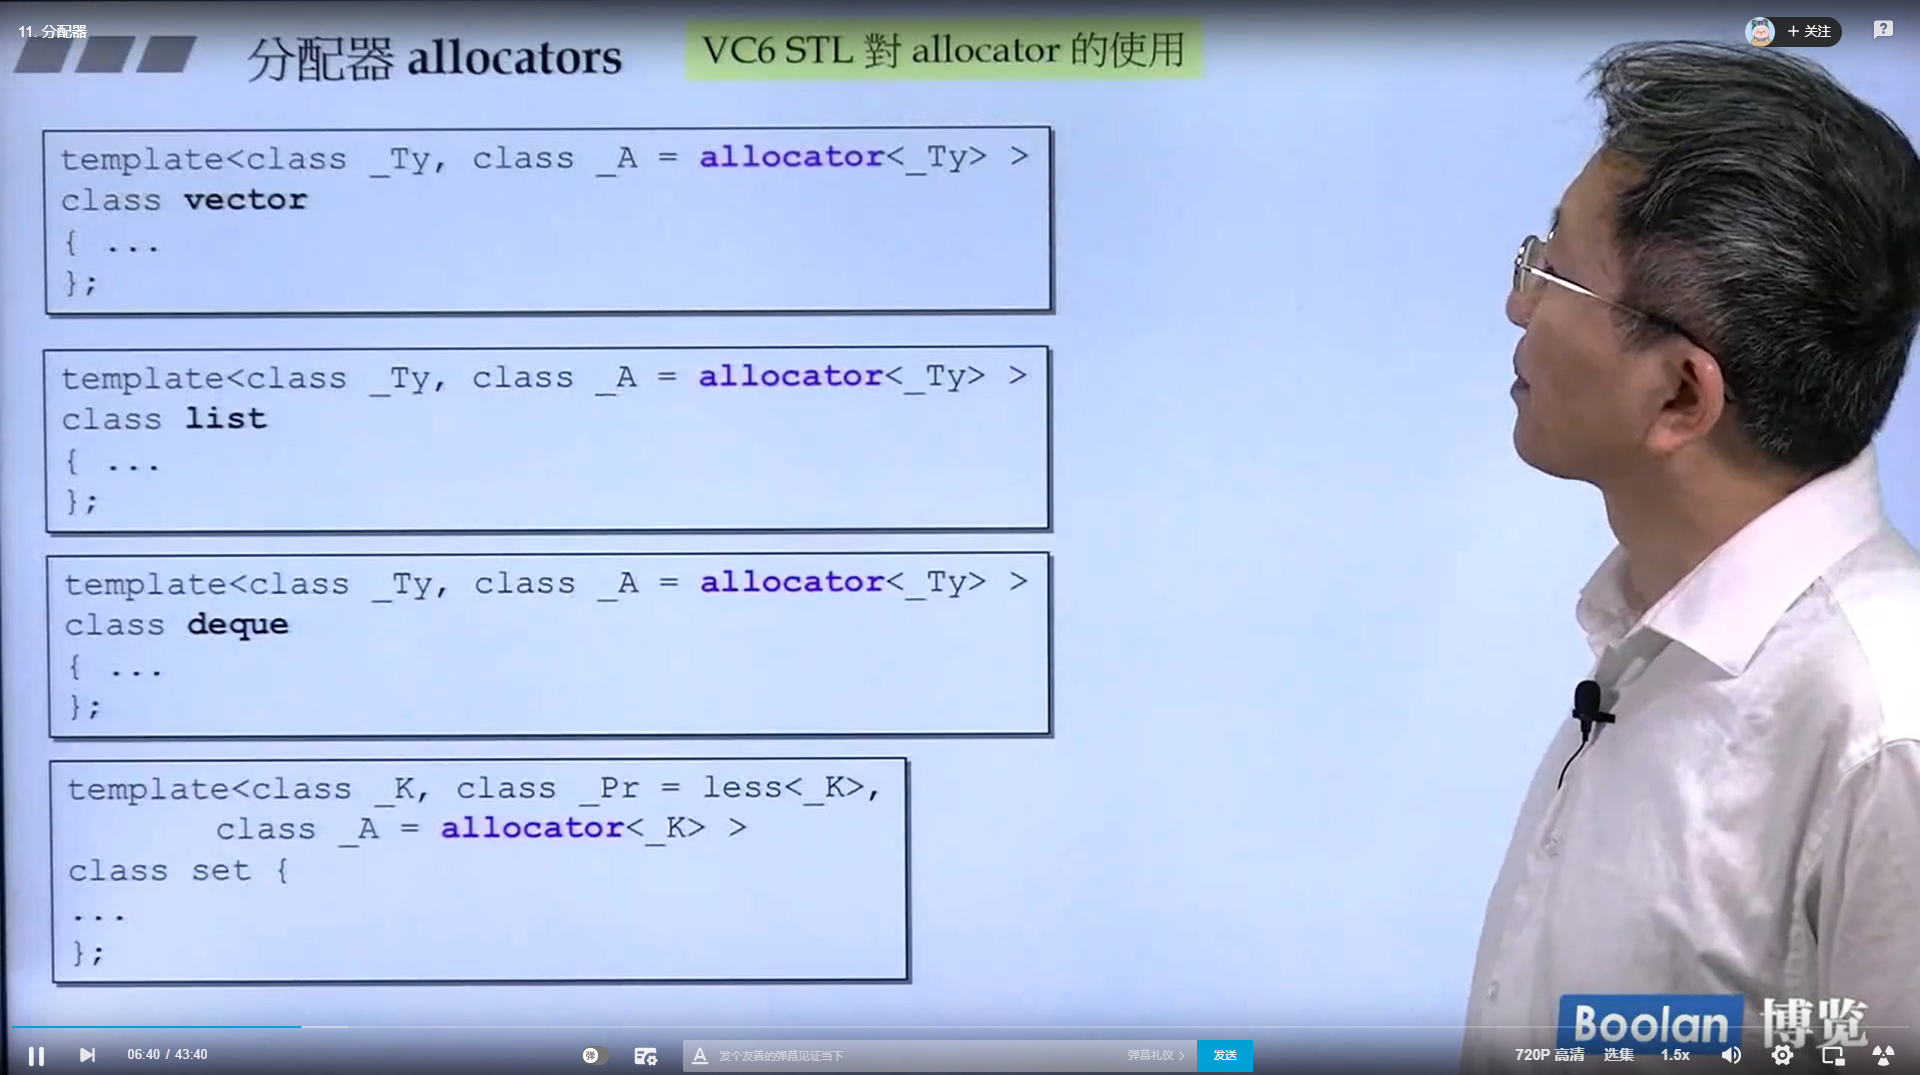 11. 分配器
+ 关注
分配器 allocators
VC6 STL 對 allocator 的使用
template<class _Ty, class _A = allocator<_Ty> >
class vector
{ ...
};
template<class _Ty, class _A = allocator<_Ty> >
class list
{ ...
};
template<class _Ty, class _A = allocator<_Ty> >
class deque
{ ...
};
template<class _K, class _Pr = less<_K>,
class _A = allocator<_K> >
class set {
...
};
Boolan 博览
06:40 / 43:40
弹
A 发个友善的弹幕见证当下
弹幕礼仪 >
发送
720P 高清
选集
1.5x